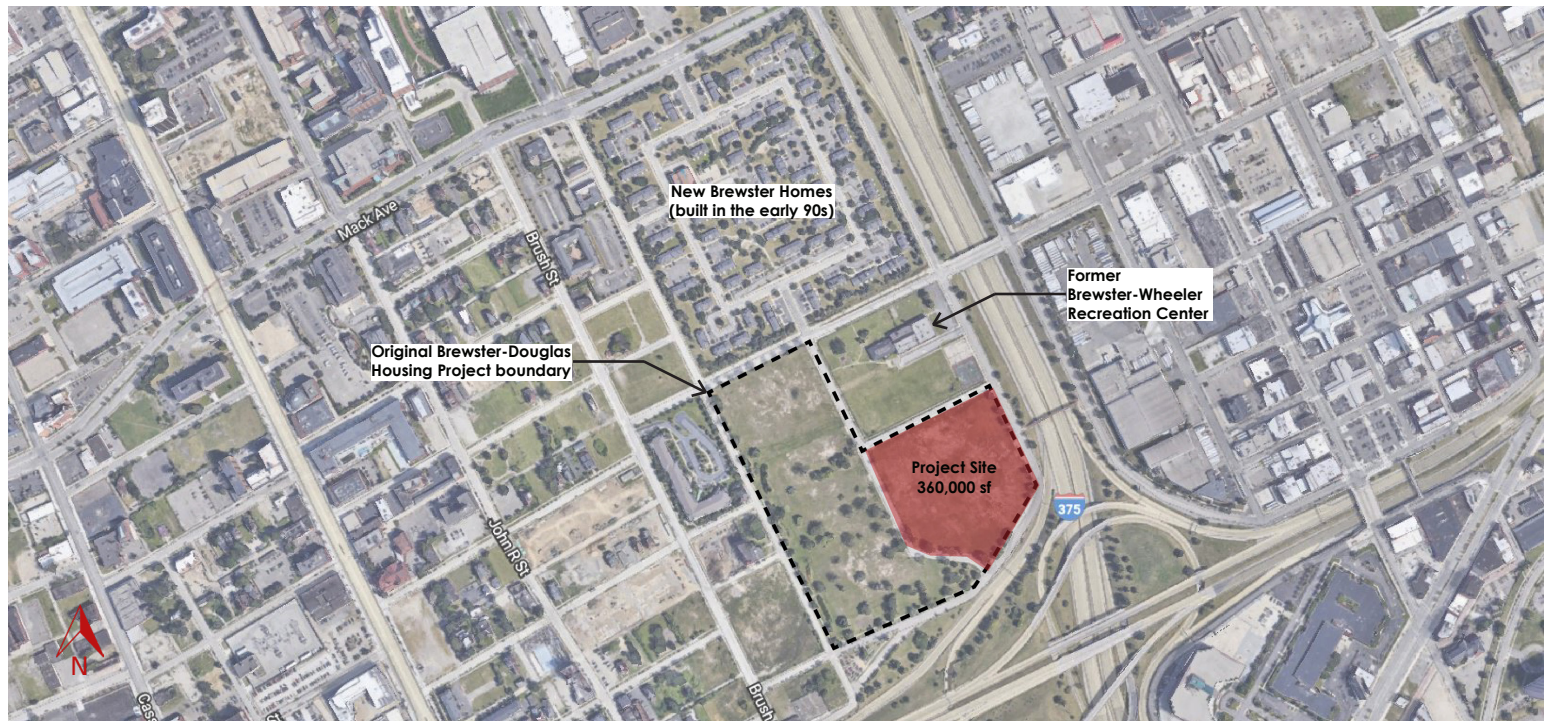 New Brewster Homes
(built in the early 90s)
Mack Ave
Brush St
Former
Brewster-Wheeler
Recreation Center
Original Brewster-Douglas
Housing Project boundary
Project Site
360,000 sf
375
John R St
N
Brush